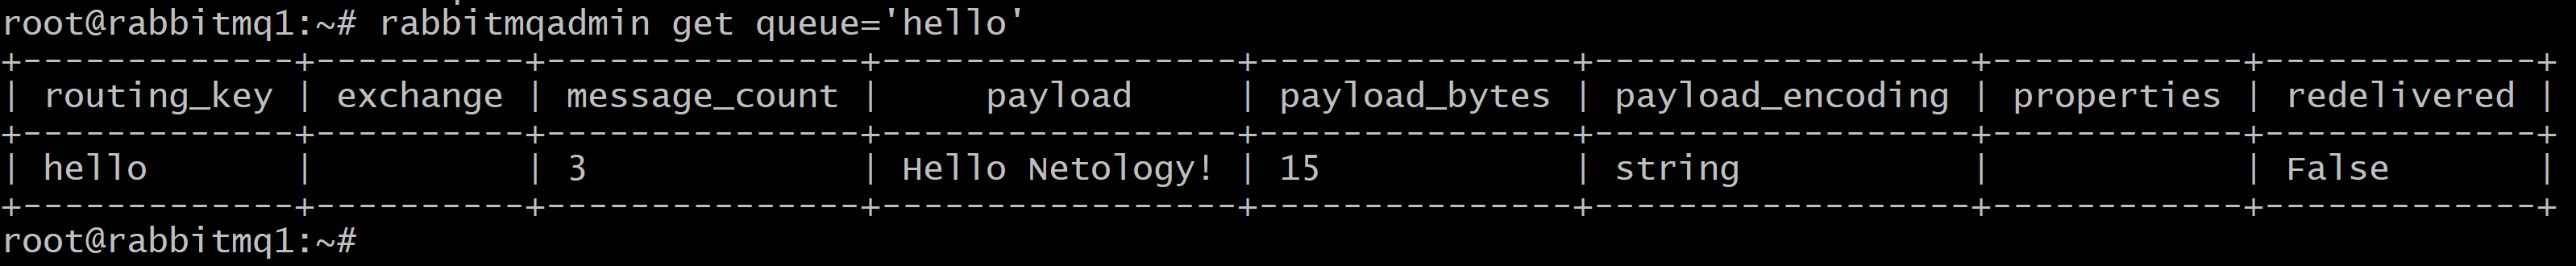 root@rabbitmq1:~# rabbitmqadmin get queue='hello'
+-------------+----------+---------------+-----------------+---------------+------------------+------------+-------------+
| routing_key | exchange | message_count |     payload     | payload_bytes | payload_encoding | properties | redelivered |
+-------------+----------+---------------+-----------------+---------------+------------------+------------+-------------+
| hello       |          | 3             | Hello Netology! | 15            | string           |            | False       |
+-------------+----------+---------------+-----------------+---------------+------------------+------------+-------------+
root@rabbitmq1:~#